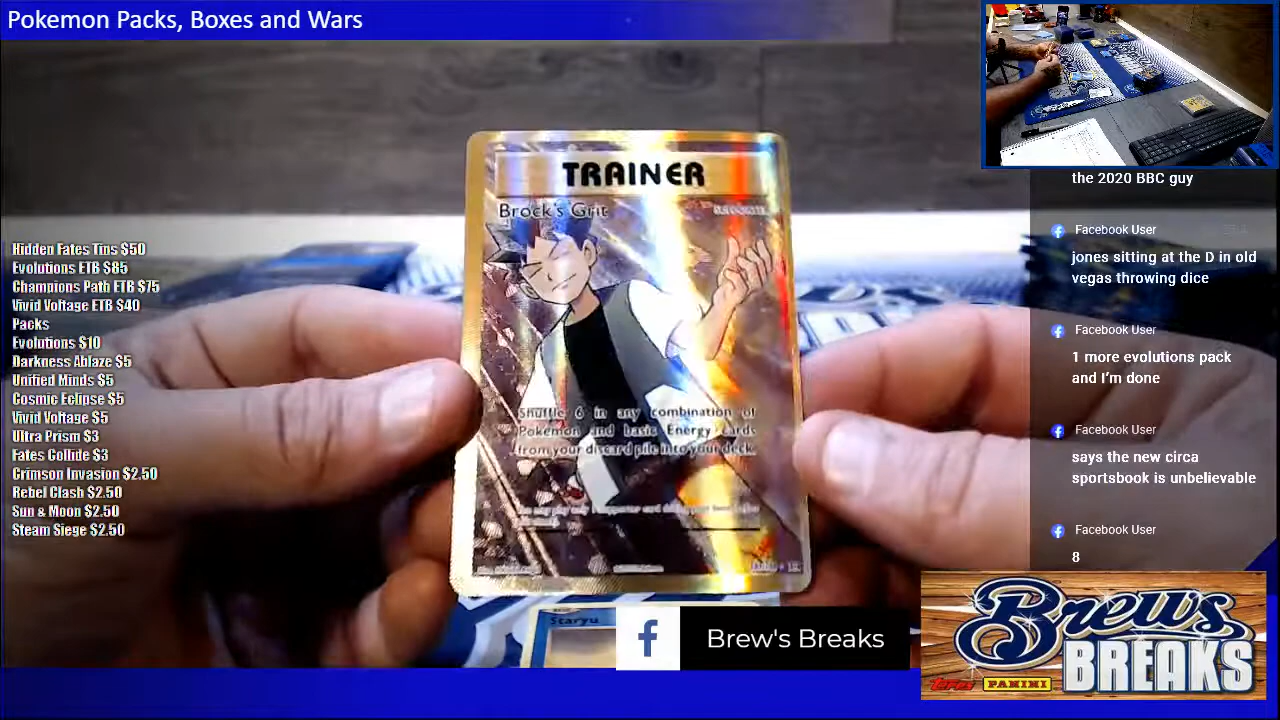 Pokemon Packs, Boxes and Wars
Hidden Fates Tins $50
Evolutions ETB $85
Champions Path ETB $75
Vivid Voltage ETB $40
Packs
Evolutions $10
Darkness Ablaze $5
Unified Minds $5
Cosmic Eclipse $5
Vivid Voltage $5
Ultra Prism $3
Fates Collide $3
Crimson Invasion $2.50
Rebel Clash $2.50
Sun & Moon $2.50
Steam Siege $2.50
TRAINER
Brock's Grit
Shuffle 6 in any combination of
Pokemon and basic Energy cards
from your discard pile into your deck.
Staryu
the 2020 BBC guy
Facebook User
jones sitting at the D in old
vegas throwing dice
Facebook User
1 more evolutions pack
and I'm done
Facebook User
says the new circa
sportsbook is unbelievable
Facebook User
8
f
Brew's Breaks
Brew's
BREAKS
Topps PANINI